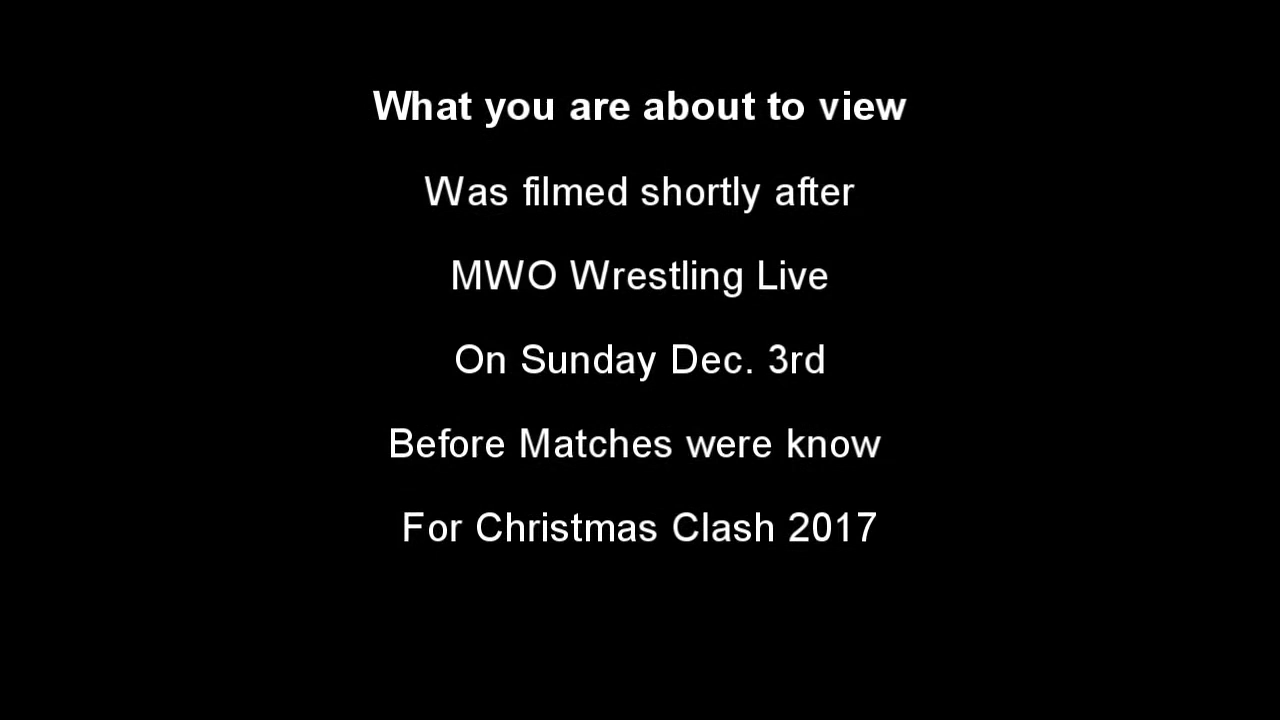 What you are about to view
Was filmed shortly after
MWO Wrestling Live
On Sunday Dec. 3rd
Before Matches were know
For Christmas Clash 2017